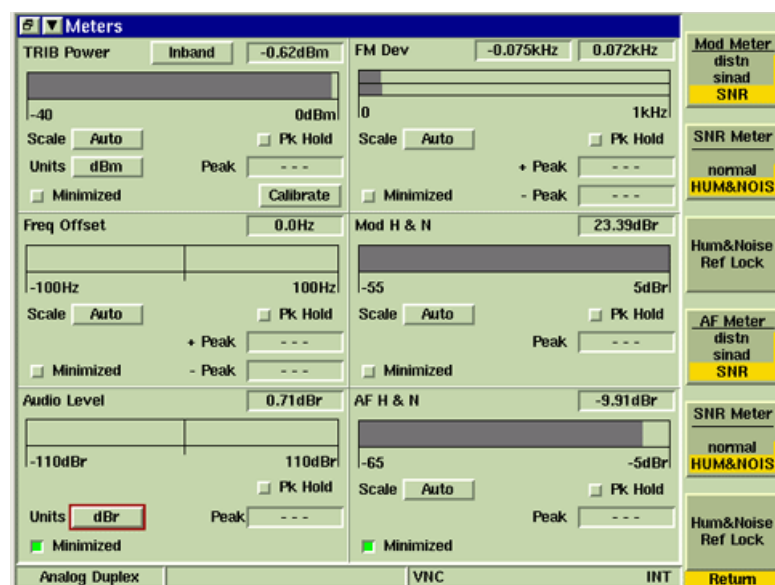 Meters
TRIB Power Inband -0.62dBm
-40 0dBm
Scale Auto Pk Hold
Units dBm Peak - - -
Minimized Calibrate
FM Dev -0.075kHz 0.072kHz
0 1kHz
Scale Auto Pk Hold
+ Peak - - -
Minimized - Peak - - -
Freq Offset 0.0Hz
-100Hz 100Hz
Scale Auto Pk Hold
+ Peak - - -
Minimized - Peak - - -
Mod H & N 23.39dBr
-55 5dBr
Scale Auto Pk Hold
Peak - - -
Minimized
Audio Level 0.71dBr
-110dBr 110dBr
Pk Hold
Units dBr Peak - - -
Minimized
AF H & N -9.91dBr
-65 -5dBr
Scale Auto Pk Hold
Peak - - -
Minimized
Analog Duplex VNC INT
Mod Meter
distn
sinad
SNR
SNR Meter
normal
HUM&NOIS
Hum&Noise
Ref Lock
AF Meter
distn
sinad
SNR
SNR Meter
normal
HUM&NOIS
Hum&Noise
Ref Lock
Return